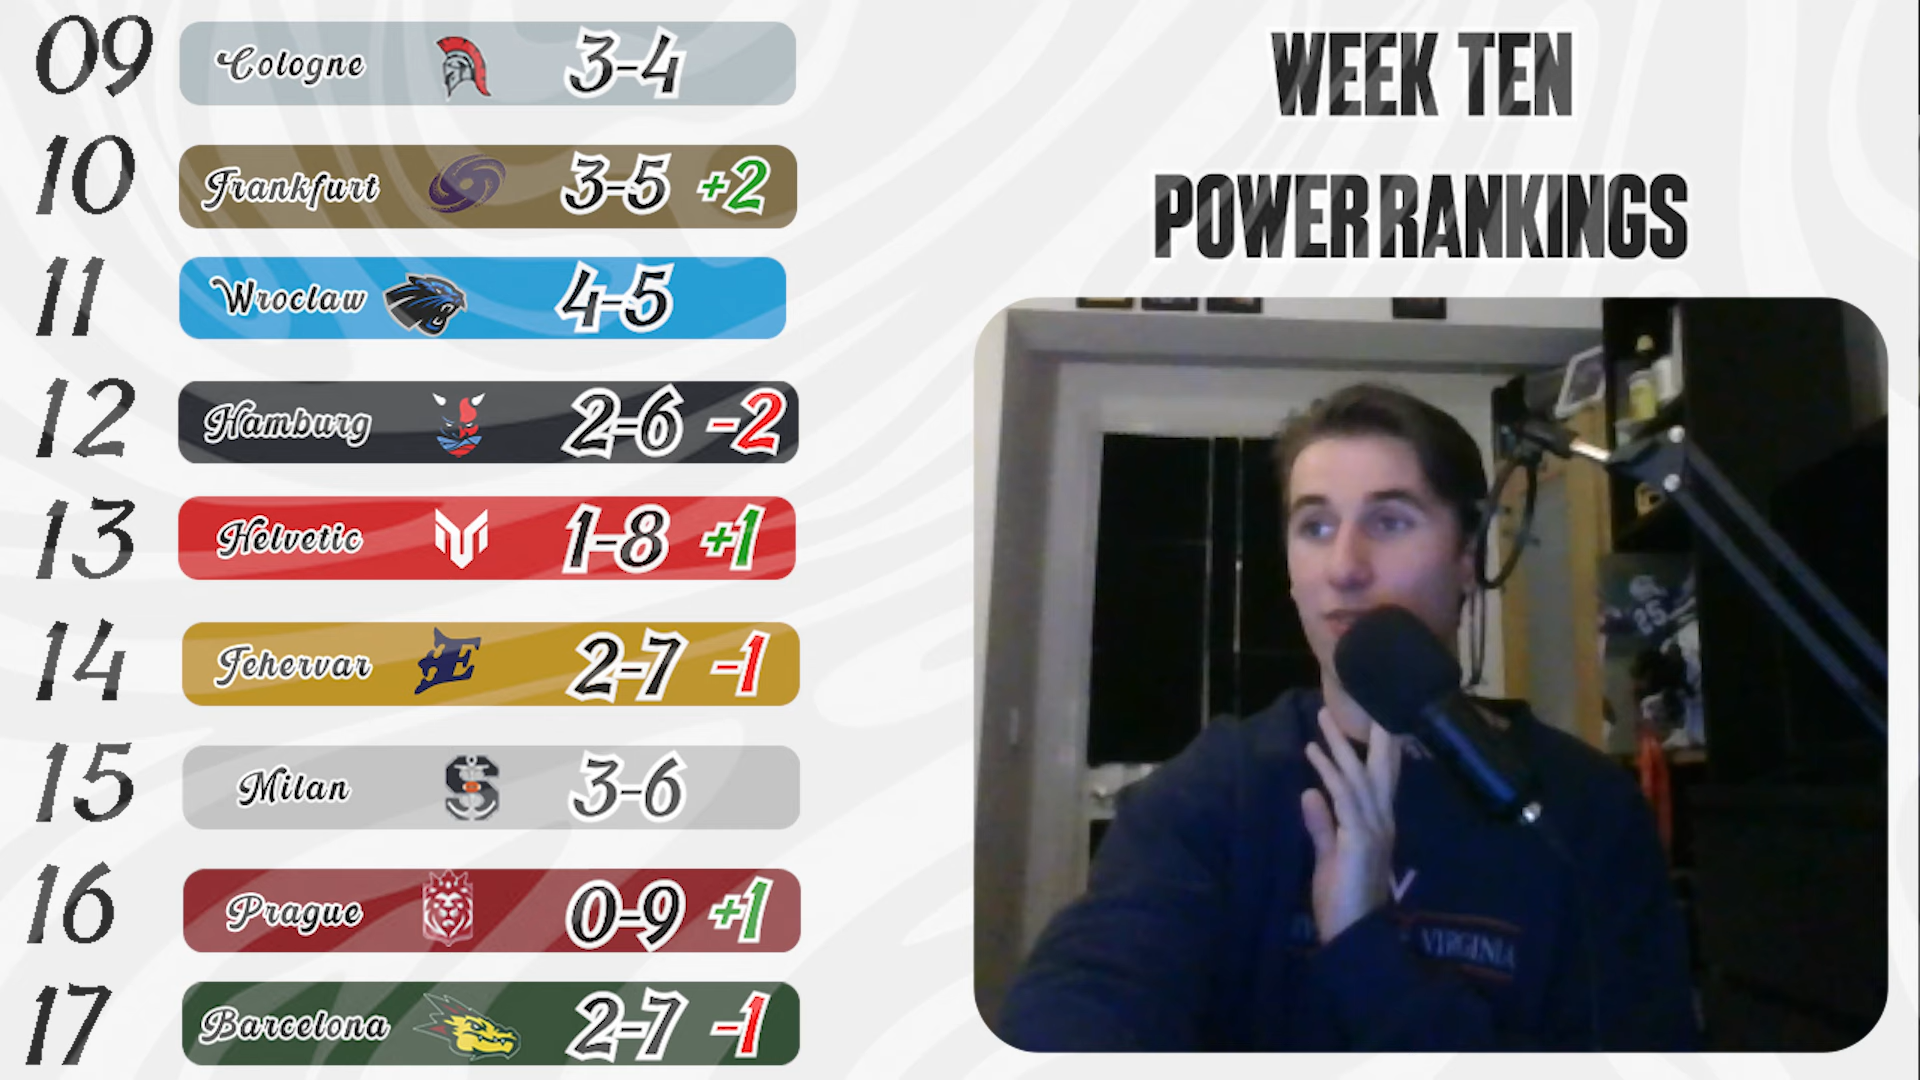 WEEK TEN
POWER RANKINGS
09 Cologne 3-4
10 Frankfurt 3-5 +2
11 Wroclaw 4-5
12 Hamburg 2-6 -2
13 Helvetic 1-8 +1
14 Fehervar 2-7 -1
15 Milan 3-6
16 Prague 0-9 +1
17 Barcelona 2-7 -1
25
V
VIRGINIA